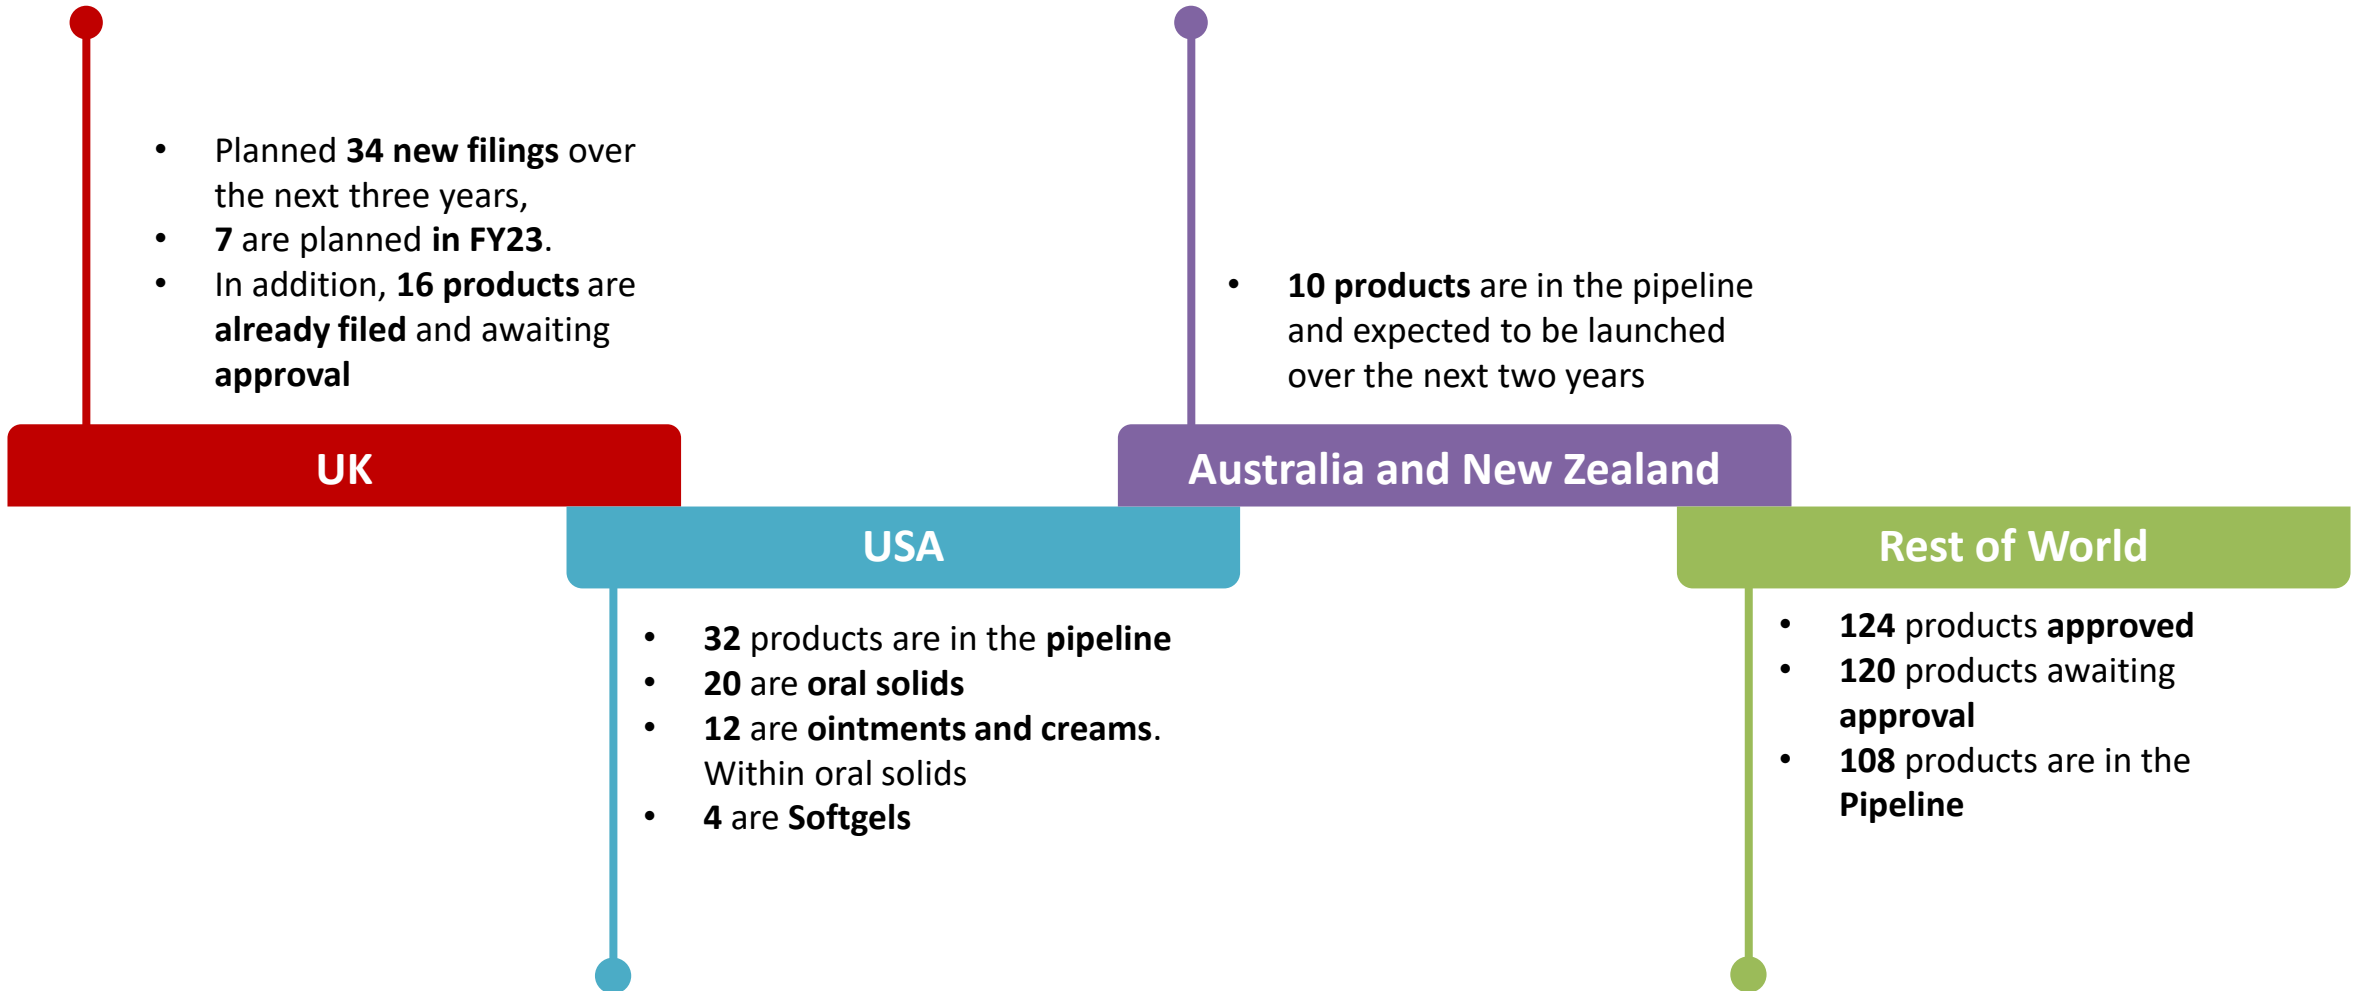 • Planned 34 new filings over
the next three years,
• 7 are planned in FY23.
• In addition, 16 products are
already filed and awaiting
approval
UK
• 32 products are in the pipeline
• 20 are oral solids
• 12 are ointments and creams.
Within oral solids
• 4 are Softgels
USA
• 10 products are in the pipeline
and expected to be launched
over the next two years
Australia and New Zealand
Rest of World
• 124 products approved
• 120 products awaiting
approval
• 108 products are in the
Pipeline